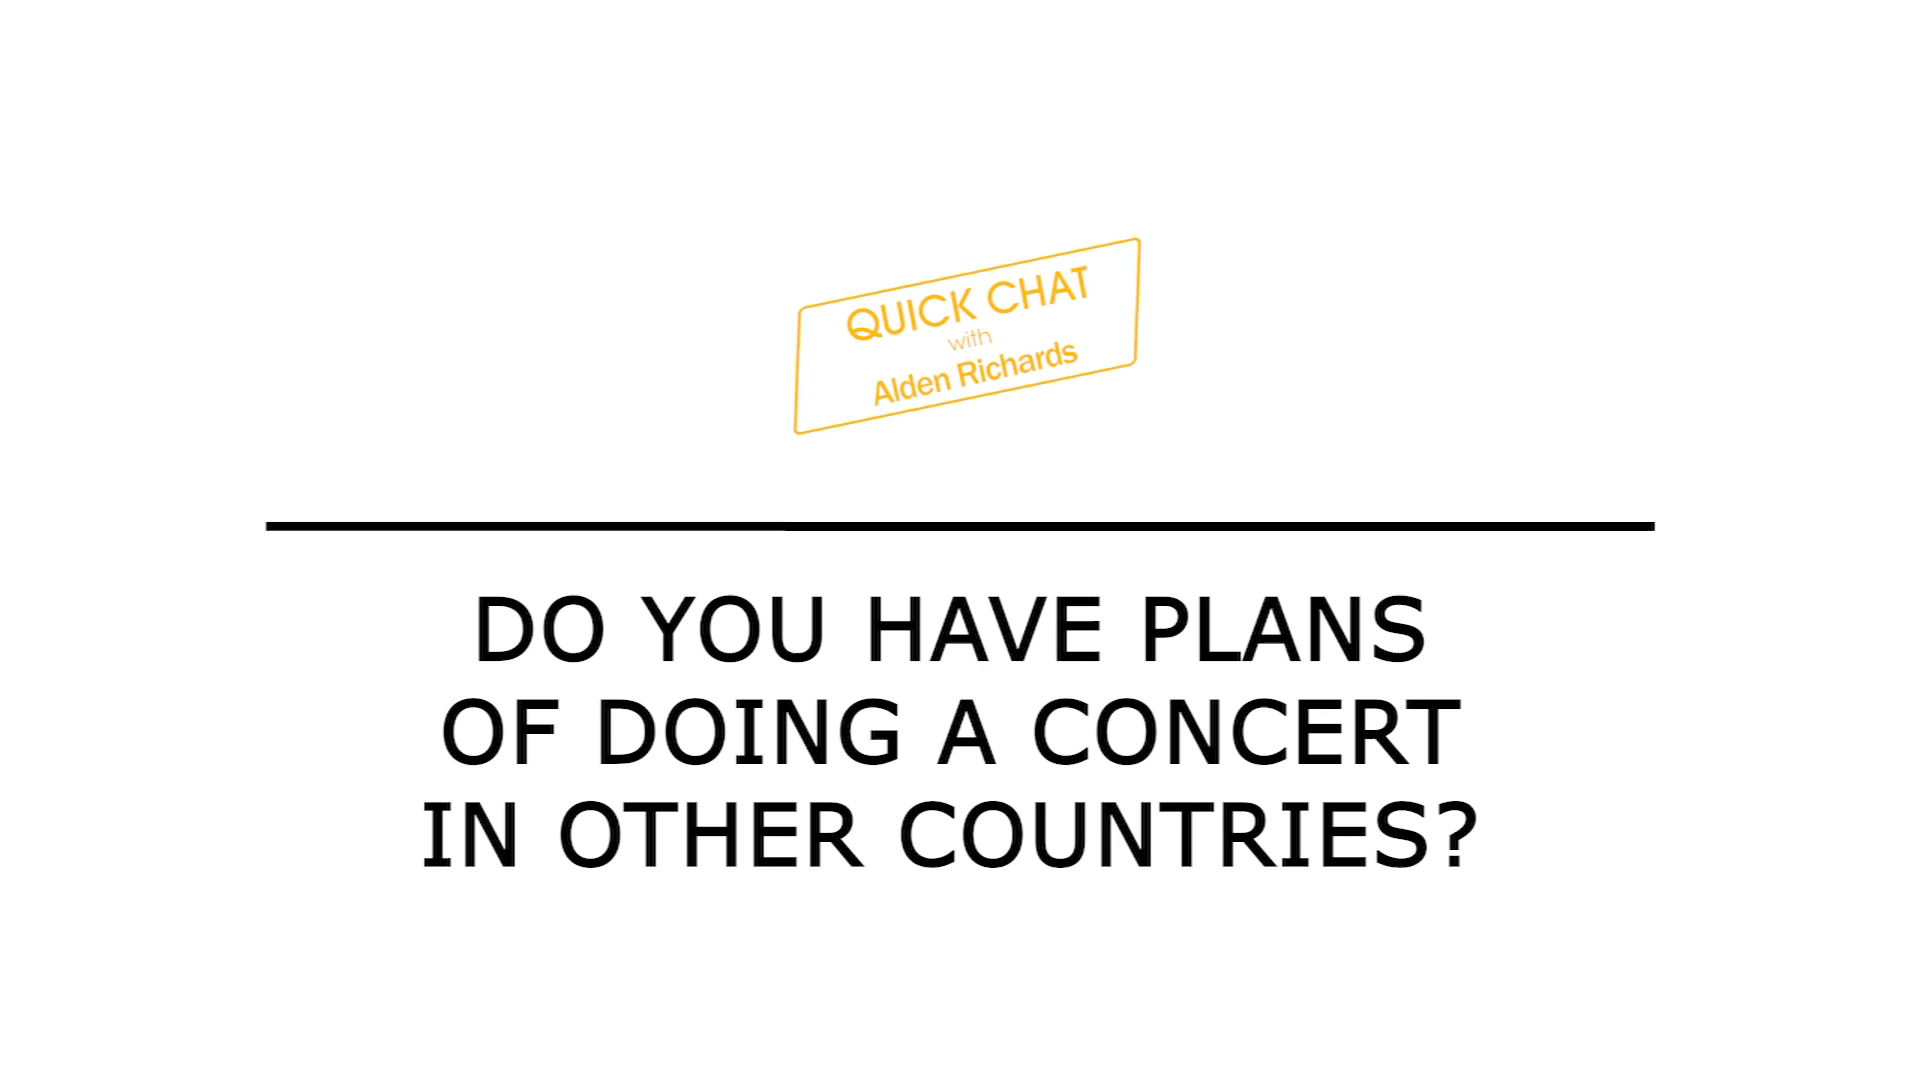 QUICK CHAT
with
Alden Richards
DO YOU HAVE PLANS
OF DOING A CONCERT
IN OTHER COUNTRIES?